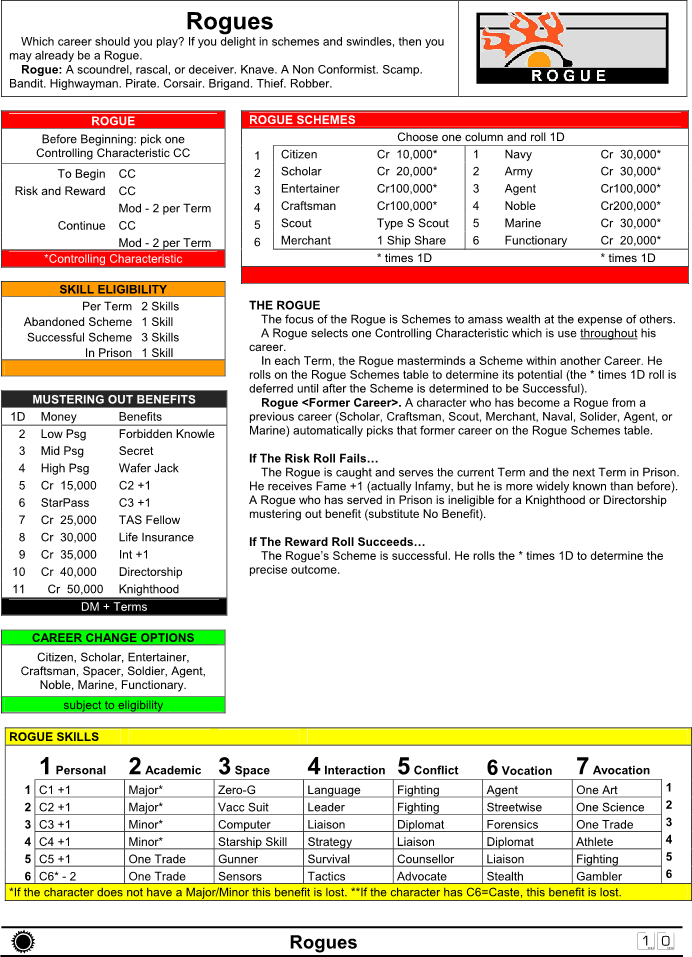 Rogues
Which career should you play? If you delight in schemes and swindles, then you
may already be a Rogue.
Rogue: A scoundrel, rascal, or deceiver. Knave. A Non Conformist. Scamp.
Bandit. Highwayman. Pirate. Corsair. Brigand. Thief. Robber.
ROGUE
ROGUE
Before Beginning: pick one
Controlling Characteristic CC
To Begin CC
Risk and Reward CC
Mod - 2 per Term
Continue CC
Mod - 2 per Term
*Controlling Characteristic
SKILL ELIGIBILITY
Per Term 2 Skills
Abandoned Scheme 1 Skill
Successful Scheme 3 Skills
In Prison 1 Skill
MUSTERING OUT BENEFITS
1D Money Benefits
2 Low Psg Forbidden Knowle
3 Mid Psg Secret
4 High Psg Wafer Jack
5 Cr 15,000 C2 +1
6 StarPass C3 +1
7 Cr 25,000 TAS Fellow
8 Cr 30,000 Life Insurance
9 Cr 35,000 Int +1
10 Cr 40,000 Directorship
11 Cr 50,000 Knighthood
DM + Terms
CAREER CHANGE OPTIONS
Citizen, Scholar, Entertainer,
Craftsman, Spacer, Soldier, Agent,
Noble, Marine, Functionary.
subject to eligibility
ROGUE SCHEMES
Choose one column and roll 1D
1 Citizen Cr 10,000* 1 Navy Cr 30,000*
2 Scholar Cr 20,000* 2 Army Cr 30,000*
3 Entertainer Cr100,000* 3 Agent Cr100,000*
4 Craftsman Cr100,000* 4 Noble Cr200,000*
5 Scout Type S Scout 5 Marine Cr 30,000*
6 Merchant 1 Ship Share 6 Functionary Cr 20,000*
* times 1D * times 1D
THE ROGUE
The focus of the Rogue is Schemes to amass wealth at the expense of others.
A Rogue selects one Controlling Characteristic which is use throughout his
career.
In each Term, the Rogue masterminds a Scheme within another Career. He
rolls on the Rogue Schemes table to determine its potential (the * times 1D roll is
deferred until after the Scheme is determined to be Successful).
Rogue <Former Career>. A character who has become a Rogue from a
previous career (Scholar, Craftsman, Scout, Merchant, Naval, Solider, Agent, or
Marine) automatically picks that former career on the Rogue Schemes table.
If The Risk Roll Fails…
The Rogue is caught and serves the current Term and the next Term in Prison.
He receives Fame +1 (actually Infamy, but he is more widely known than before).
A Rogue who has served in Prison is ineligible for a Knighthood or Directorship
mustering out benefit (substitute No Benefit).
If The Reward Roll Succeeds…
The Rogue's Scheme is successful. He rolls the * times 1D to determine the
precise outcome.
ROGUE SKILLS
1 Personal 2 Academic 3 Space 4 Interaction 5 Conflict 6 Vocation 7 Avocation
1 C1 +1 Major* Zero-G Language Fighting Agent One Art 1
2 C2 +1 Major* Vacc Suit Leader Fighting Streetwise One Science 2
3 C3 +1 Minor* Computer Liaison Diplomat Forensics One Trade 3
4 C4 +1 Minor* Starship Skill Strategy Liaison Diplomat Athlete 4
5 C5 +1 One Trade Gunner Survival Counsellor Liaison Fighting 5
6 C6* - 2 One Trade Sensors Tactics Advocate Stealth Gambler 6
*If the character does not have a Major/Minor this benefit is lost. **If the character has C6=Caste, this benefit is lost.
Rogues
1 0